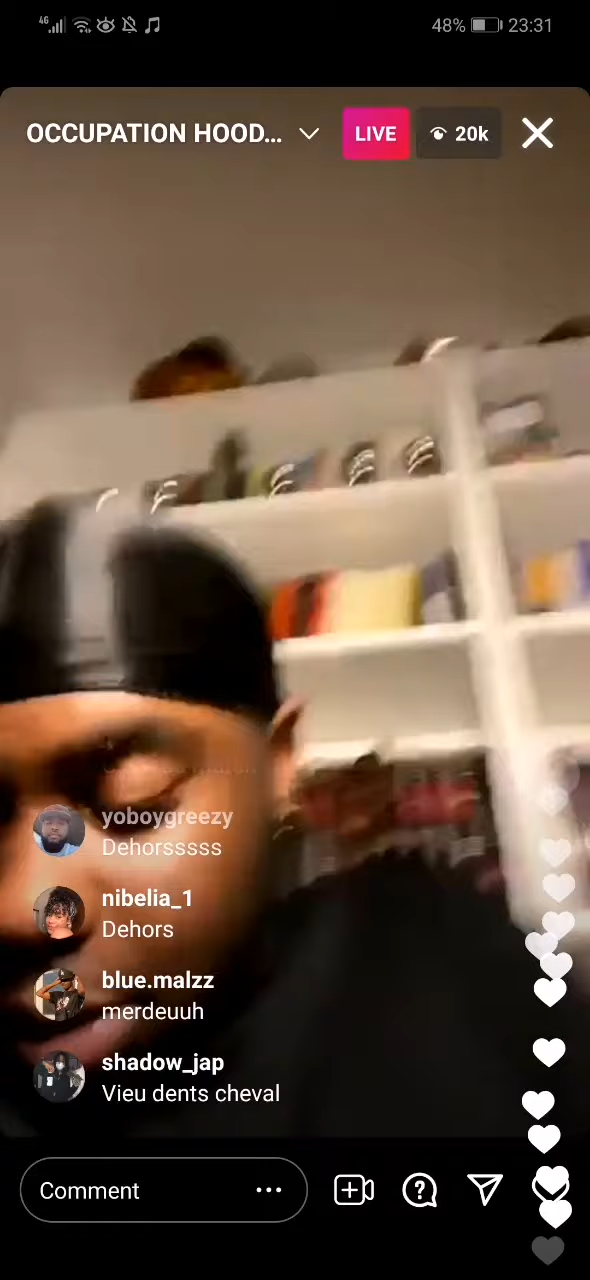 4G
48% 23:31
OCCUPATION HOOD... LIVE 20k
yoboygreezy
Dehorsssss
nibelia_1
Dehors
blue.malzz
merdeuuh
shadow_jap
Vieu dents cheval
Comment